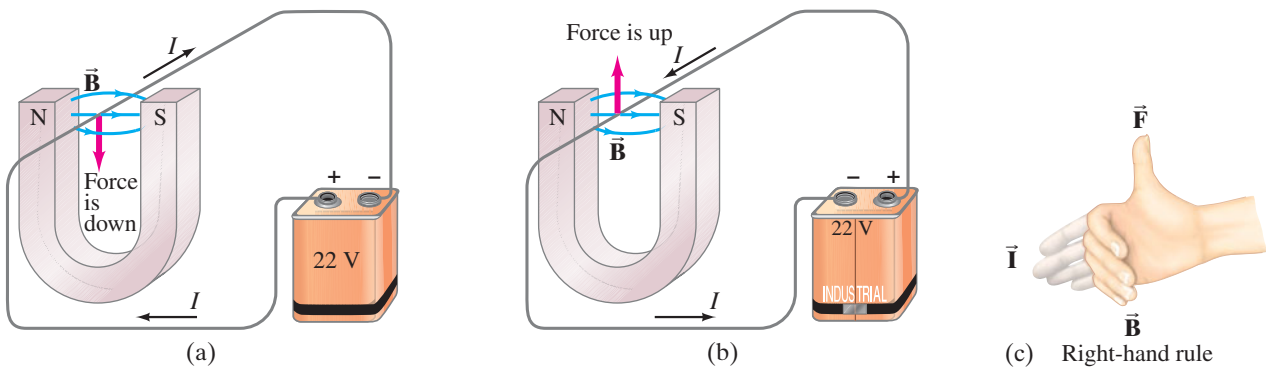 I
B⃗
N
S
Force
is
down
+ –
22 V
I
(a)
Force is up
I
N
S
B⃗
– +
22 V
INDUSTRIAL
I
(b)
F⃗
I⃗
B⃗
(c) Right-hand rule